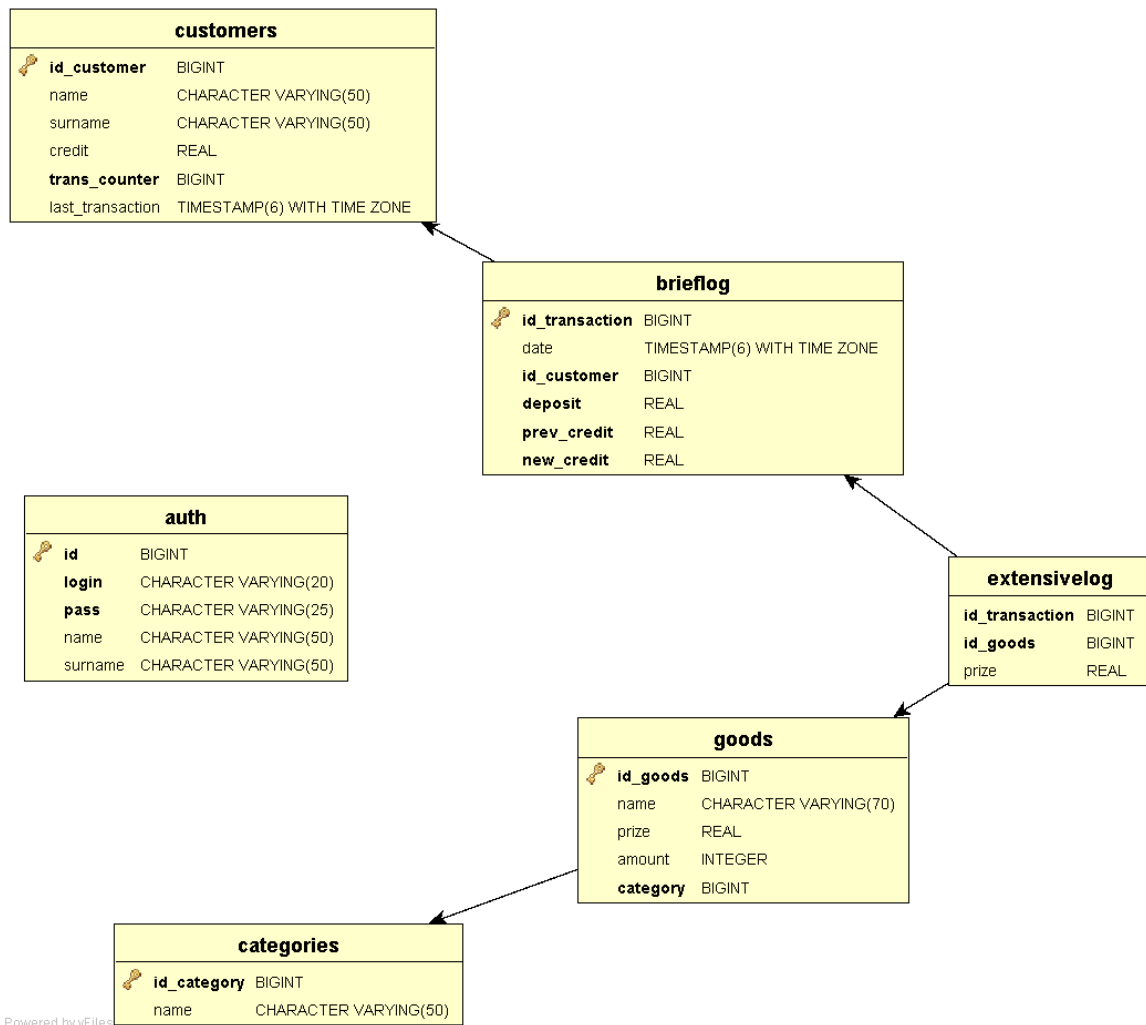 customers
id_customer BIGINT
name CHARACTER VARYING(50)
surname CHARACTER VARYING(50)
credit REAL
trans_counter BIGINT
last_transaction TIMESTAMP(6) WITH TIME ZONE
brieflog
id_transaction BIGINT
date TIMESTAMP(6) WITH TIME ZONE
id_customer BIGINT
deposit REAL
prev_credit REAL
new_credit REAL
auth
id BIGINT
login CHARACTER VARYING(20)
pass CHARACTER VARYING(25)
name CHARACTER VARYING(50)
surname CHARACTER VARYING(50)
extensivelog
id_transaction BIGINT
id_goods BIGINT
prize REAL
goods
id_goods BIGINT
name CHARACTER VARYING(70)
prize REAL
amount INTEGER
category BIGINT
categories
id_category BIGINT
name CHARACTER VARYING(50)
Powered by yFiles